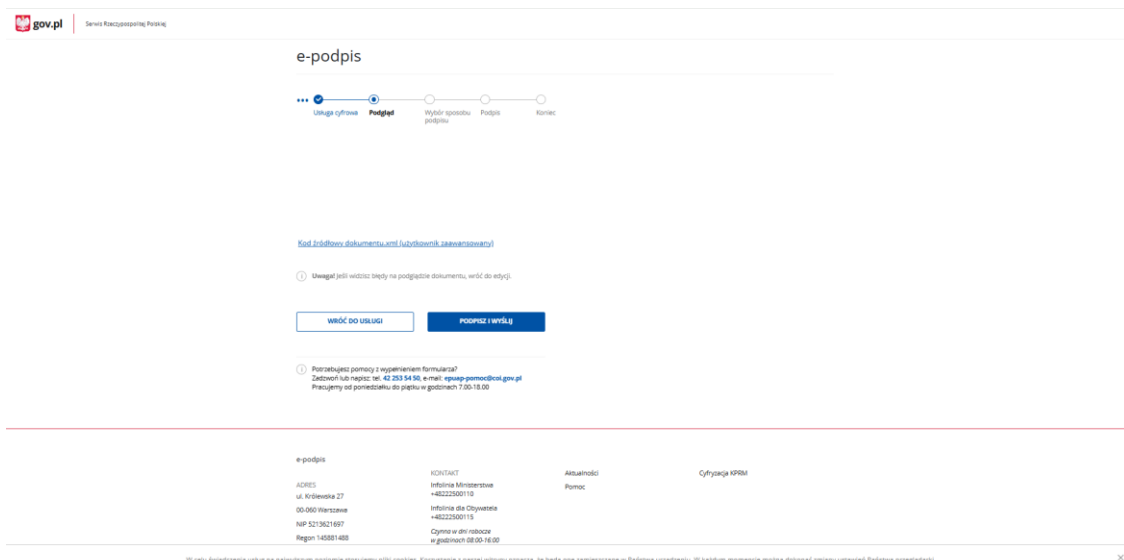 gov.pl
Serwis Rzeczypospolitej Polskiej
e-podpis
Usługa cyfrowa
Podgląd
Wybór sposobu
podpisu
Podpis
Koniec
Kod źródłowy dokumentu.xml (użytkownik zaawansowany)
Uwaga! Jeśli widzisz błędy na podglądzie dokumentu, wróć do edycji.
WRÓĆ DO USŁUGI
PODPISZ I WYŚLIJ
Potrzebujesz pomocy z wypełnieniem formularza?
Zadzwoń lub napisz: tel. 42 253 54 50, e-mail: epuap-pomoc@coi.gov.pl
Pracujemy od poniedziałku do piątku w godzinach 7.00-18.00
e-podpis
ADRES
ul. Królewska 27
00-060 Warszawa
NIP 5213621697
Regon 145881488
KONTAKT
Infolinia Ministerstwa
+48222500110
Infolinia dla Obywatela
+48222500115
Czynna w dni robocze
w godzinach 08:00-16:00
Aktualności
Pomoc
Cyfryzacja KPRM